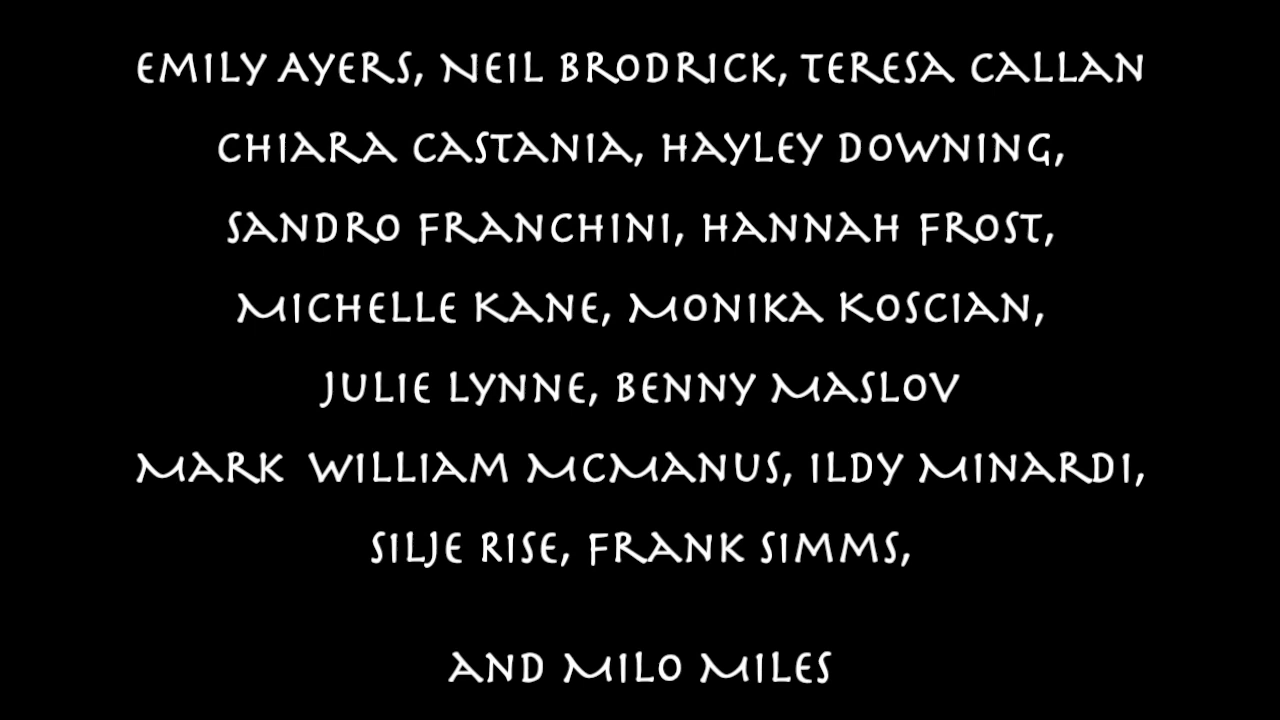 EMILY AYERS, NEIL BRODRICK, TERESA CALLAN
CHIARA CASTANIA, HAYLEY DOWNING,
SANDRO FRANCHINI, HANNAH FROST,
MICHELLE KANE, MONIKA KOSCIAN,
JULIE LYNNE, BENNY MASLOV
MARK WILLIAM MCMANUS, ILDY MINARDI,
SILJE RISE, FRANK SIMMS,
AND MILO MILES